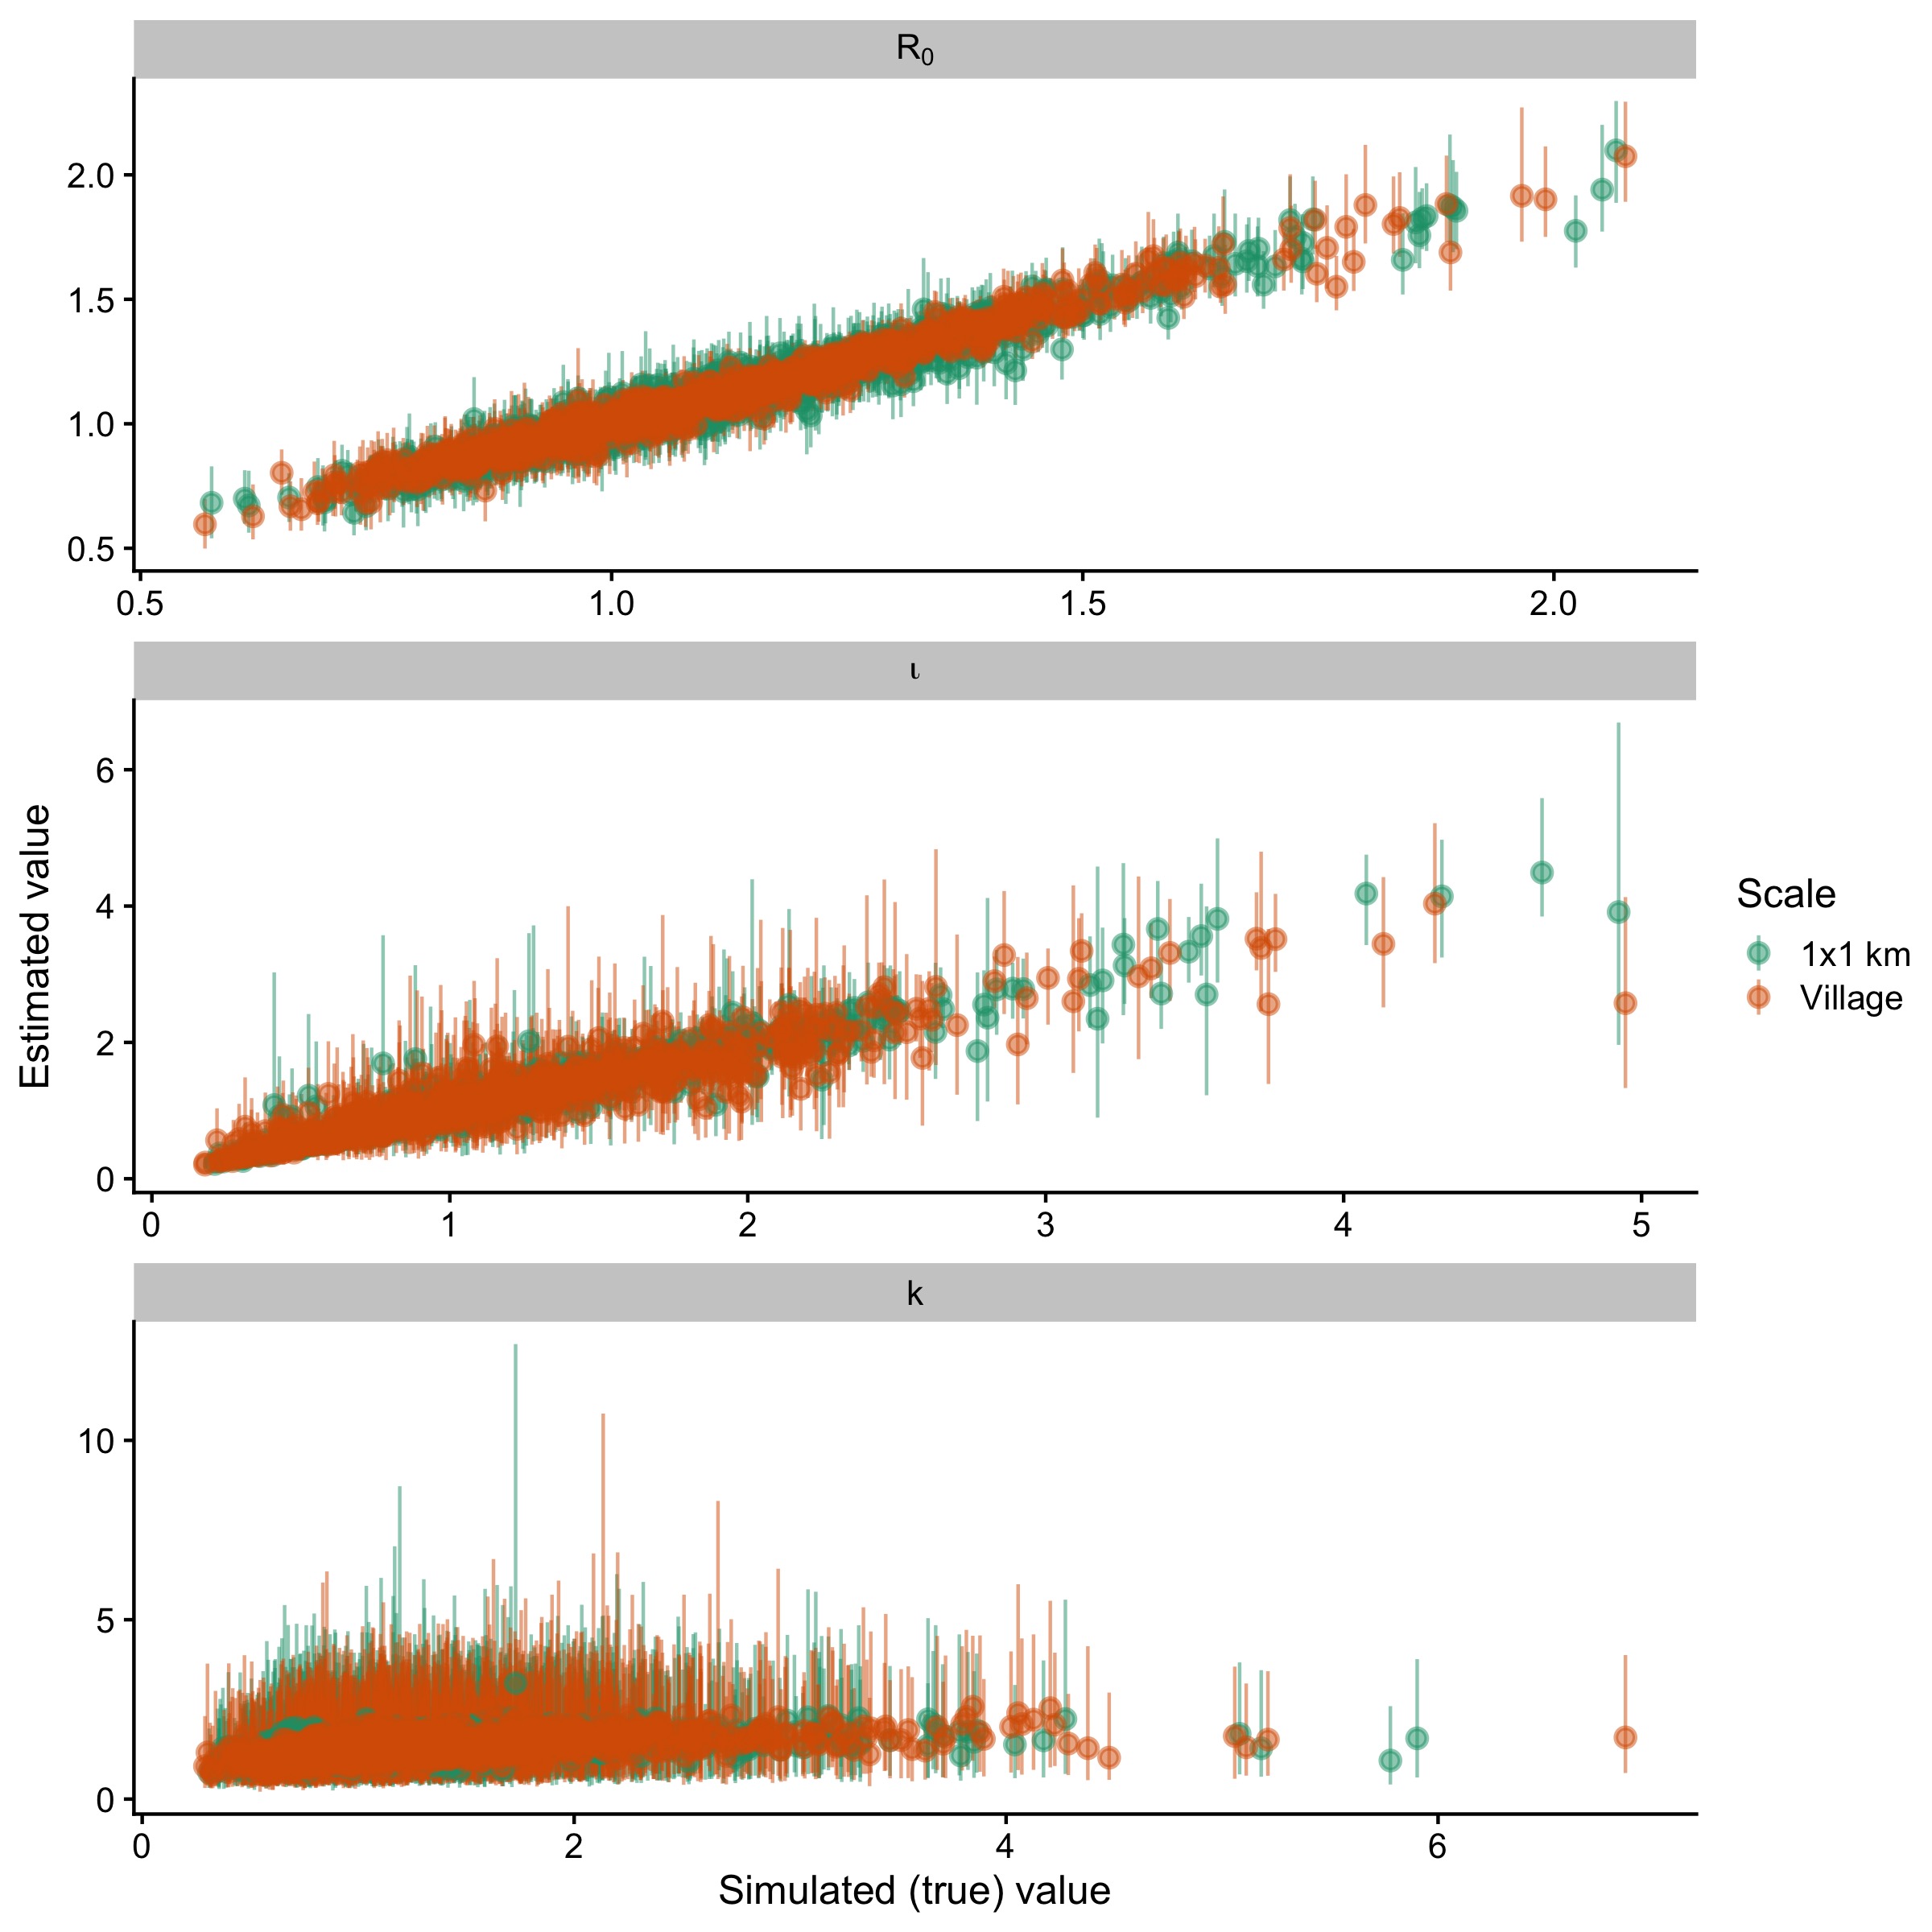 R₀
2.0
1.5
1.0
0.5
0.5 1.0 1.5 2.0
ι
6
4
2
0
0 1 2 3 4 5
Estimated value
Scale
1x1 km
Village
k
10
5
0
0 2 4 6
Simulated (true) value